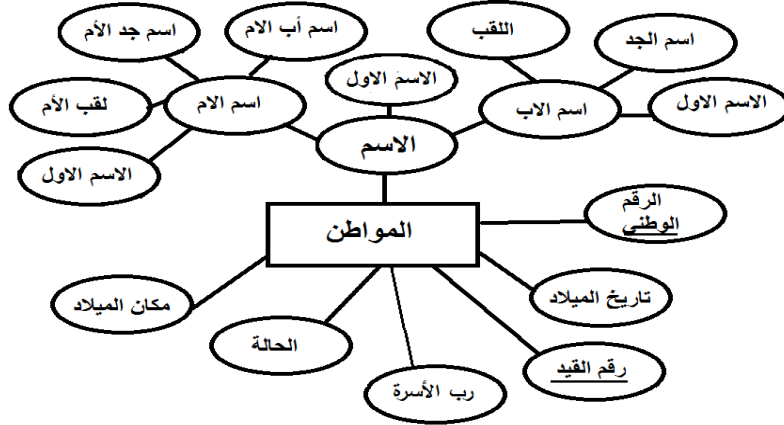 اسم جد الأم
اسم أب الام
اللقب
اسم الجد
الاسم الاول
لقب الأم
اسم الام
اسم الاب
الاسم الاول
الاسم
الاسم الاول
المواطن
الرقم
الوطني
مكان الميلاد
تاريخ الميلاد
الحالة
رقم القيد
رب الأسرة